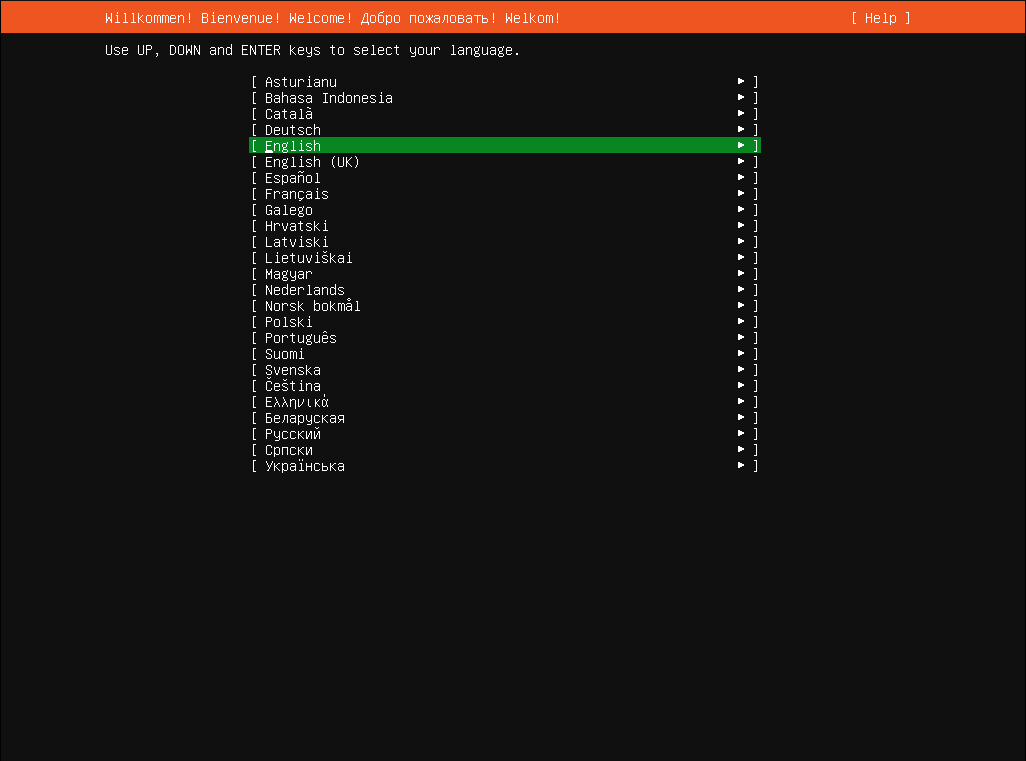 Willkommen! Bienvenue! Welcome! Добро пожаловать! Welkom! [ Help ]
Use UP, DOWN and ENTER keys to select your language.
[ Asturianu ► ]
[ Bahasa Indonesia ► ]
[ Català ► ]
[ Deutsch ► ]
[ English ► ]
[ English (UK) ► ]
[ Español ► ]
[ Français ► ]
[ Galego ► ]
[ Hrvatski ► ]
[ Latviski ► ]
[ Lietuviškai ► ]
[ Magyar ► ]
[ Nederlands ► ]
[ Norsk bokmål ► ]
[ Polski ► ]
[ Português ► ]
[ Suomi ► ]
[ Svenska ► ]
[ Čeština ► ]
[ Ελληνικά ► ]
[ Беларуская ► ]
[ Русский ► ]
[ Српски ► ]
[ Українська ► ]